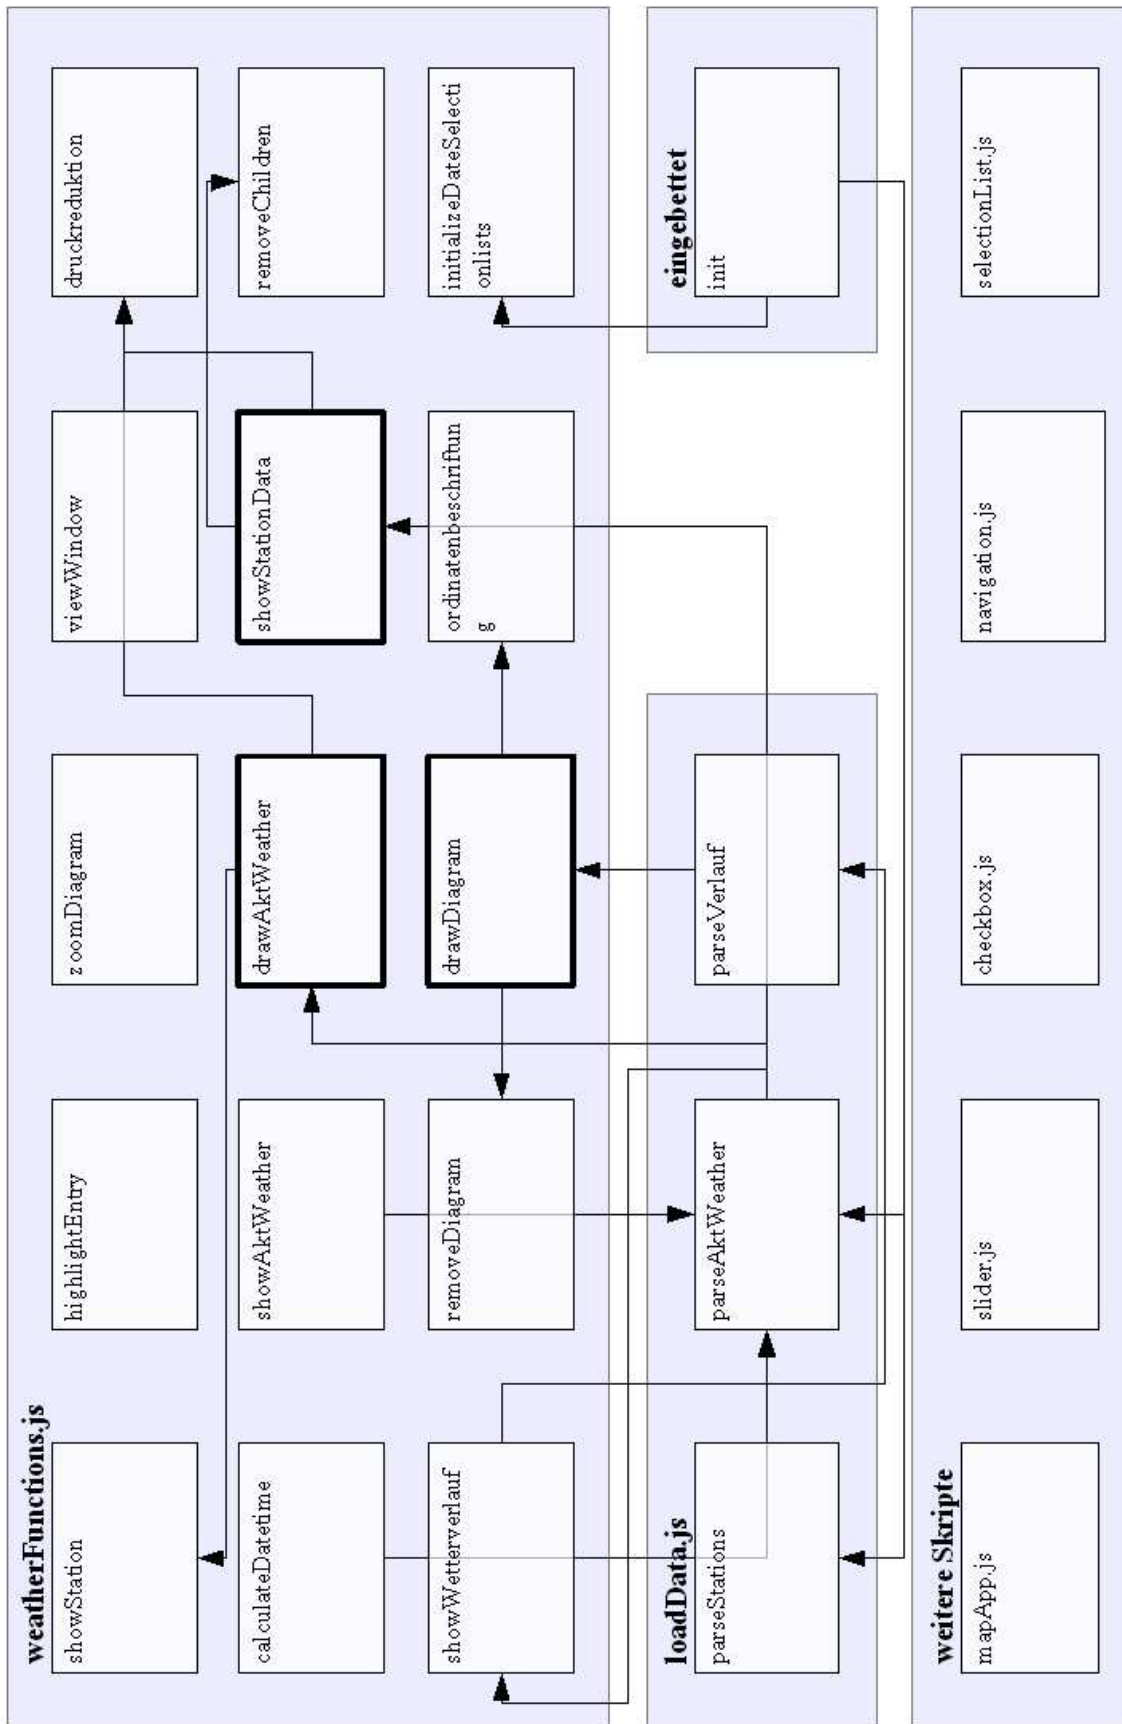 weatherFunctions.js
showStation
highlightEntry
zoomDiagram
viewWindow
druckreduktion
calculateDatetime
showAktWeather
drawAktWeather
showStationData
removeChildren
showWetterverlauf
removeDiagram
drawDiagram
ordinatenbeschriftun
g
initializeDateSelecti
onlists
loadData.js
parseStations
parseAktWeather
parseVerlauf
eingebettet
init
weitere Skripte
mapApp.js
slider.js
checkbox.js
navigation.js
selectionList.js